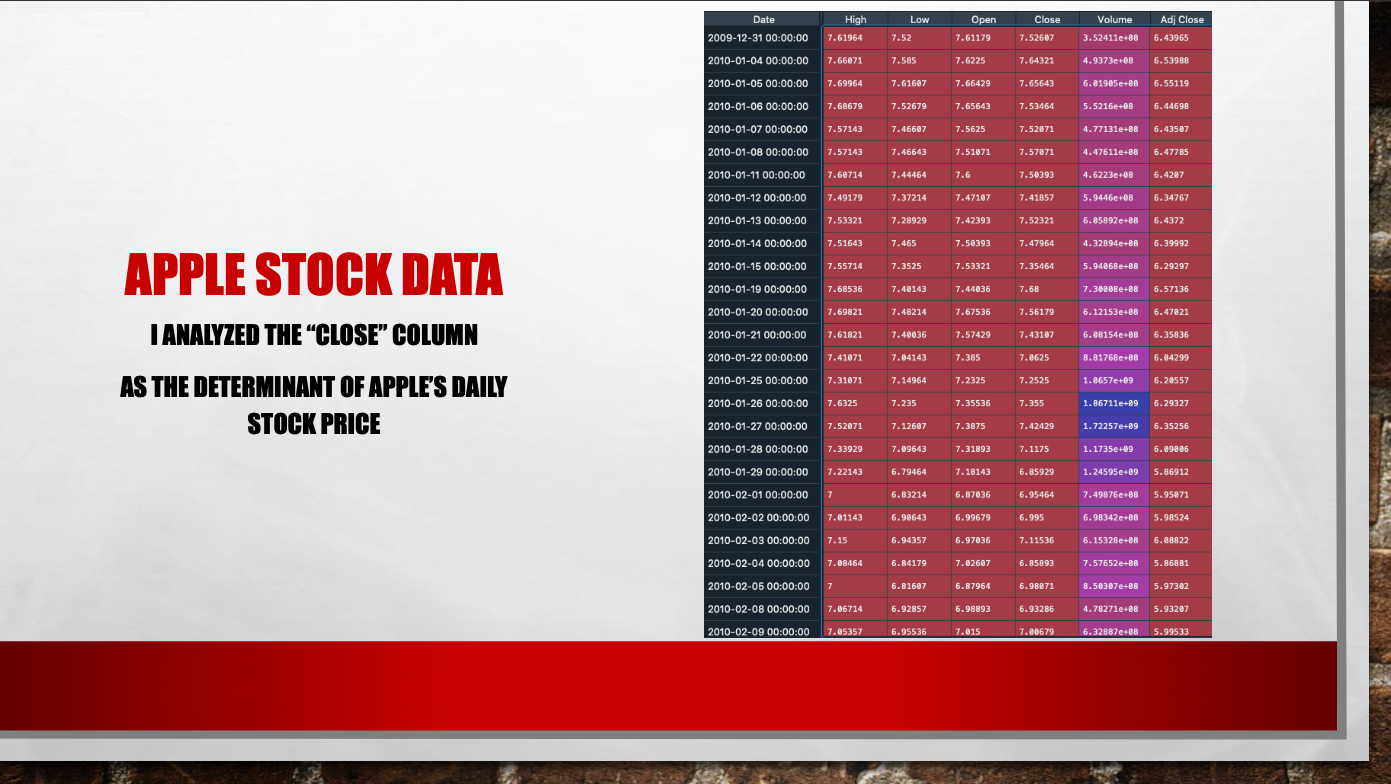 APPLE STOCK DATA
I ANALYZED THE “CLOSE” COLUMN
AS THE DETERMINANT OF APPLE’S DAILY
STOCK PRICE
Date High Low Open Close Volume Adj Close
2009-12-31 00:00:00 7.61964 7.52 7.61179 7.52607 3.52411e+08 6.43965
2010-01-04 00:00:00 7.66071 7.585 7.6225 7.64321 4.9373e+08 6.53988
2010-01-05 00:00:00 7.69964 7.61607 7.66429 7.65643 6.01905e+08 6.55119
2010-01-06 00:00:00 7.68679 7.52679 7.65643 7.53464 5.5216e+08 6.44698
2010-01-07 00:00:00 7.57143 7.46607 7.5625 7.52071 4.77131e+08 6.43507
2010-01-08 00:00:00 7.57143 7.46643 7.51071 7.57071 4.47611e+08 6.47785
2010-01-11 00:00:00 7.60714 7.44464 7.6 7.50393 4.6223e+08 6.4207
2010-01-12 00:00:00 7.49179 7.37214 7.47107 7.41857 5.9446e+08 6.34767
2010-01-13 00:00:00 7.53321 7.28929 7.42393 7.52321 6.05892e+08 6.4372
2010-01-14 00:00:00 7.51643 7.465 7.50393 7.47964 4.32894e+08 6.39992
2010-01-15 00:00:00 7.55714 7.3525 7.53321 7.35464 5.94068e+08 6.29297
2010-01-19 00:00:00 7.68536 7.40143 7.44036 7.68 7.30008e+08 6.57136
2010-01-20 00:00:00 7.69821 7.48214 7.67536 7.56179 6.12153e+08 6.47021
2010-01-21 00:00:00 7.61821 7.40036 7.57429 7.43107 6.08154e+08 6.35836
2010-01-22 00:00:00 7.41071 7.04143 7.385 7.0625 8.81768e+08 6.04299
2010-01-25 00:00:00 7.31071 7.14964 7.2325 7.2525 1.0657e+09 6.20557
2010-01-26 00:00:00 7.6325 7.235 7.35536 7.355 1.86711e+09 6.29327
2010-01-27 00:00:00 7.52071 7.12607 7.3875 7.42429 1.72257e+09 6.35256
2010-01-28 00:00:00 7.33929 7.09643 7.31893 7.1175 1.1735e+09 6.09006
2010-01-29 00:00:00 7.22143 6.79464 7.18143 6.85929 1.24595e+09 5.86912
2010-02-01 00:00:00 7 6.83214 6.87036 6.95464 7.49876e+08 5.95071
2010-02-02 00:00:00 7.01143 6.90643 6.99679 6.995 6.98342e+08 5.98524
2010-02-03 00:00:00 7.15 6.94357 6.97036 7.11536 6.15328e+08 6.08822
2010-02-04 00:00:00 7.08464 6.84179 7.02607 6.85893 7.57652e+08 5.86881
2010-02-05 00:00:00 7 6.81607 6.87964 6.98071 8.50307e+08 5.97302
2010-02-08 00:00:00 7.06714 6.92857 6.98893 6.93286 4.78271e+08 5.93207
2010-02-09 00:00:00 7.05357 6.95536 7.015 7.00679 6.32887e+08 5.99533